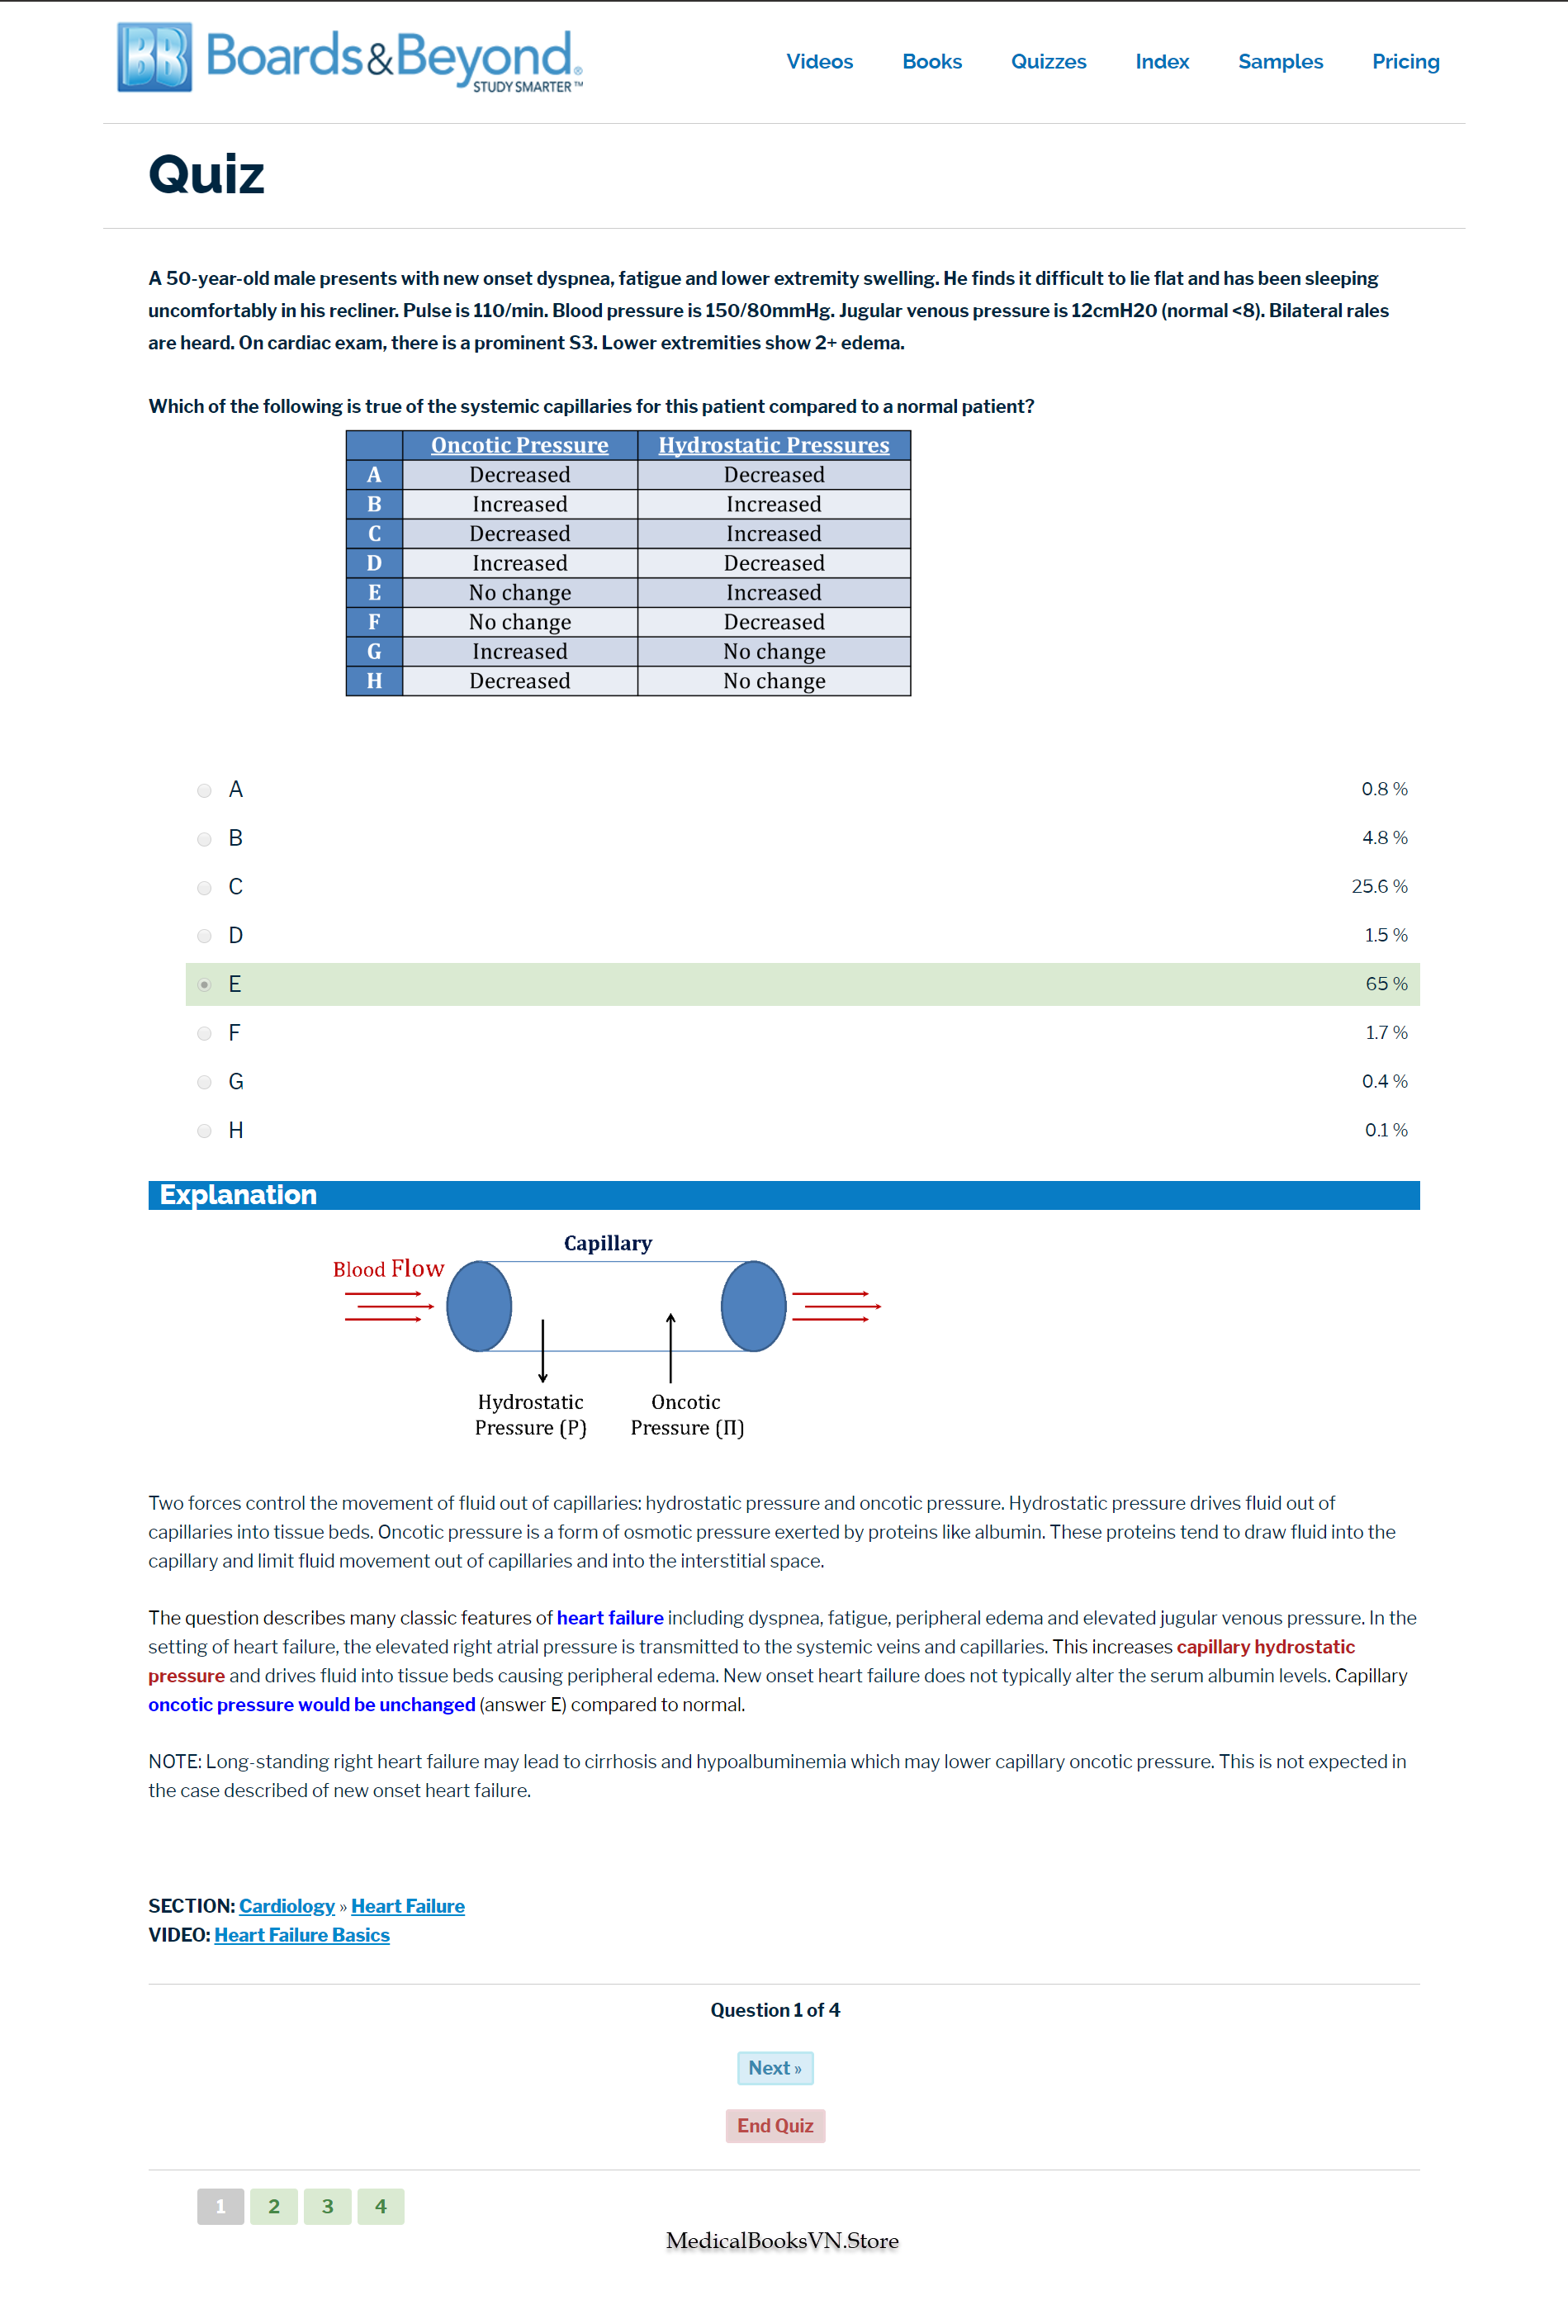 BB Boards&Beyond®
STUDY SMARTER™
Videos Books Quizzes Index Samples Pricing
Quiz
A 50-year-old male presents with new onset dyspnea, fatigue and lower extremity swelling. He finds it difficult to lie flat and has been sleeping
uncomfortably in his recliner. Pulse is 110/min. Blood pressure is 150/80mmHg. Jugular venous pressure is 12cmH20 (normal <8). Bilateral rales
are heard. On cardiac exam, there is a prominent S3. Lower extremities show 2+ edema.
Which of the following is true of the systemic capillaries for this patient compared to a normal patient?
Oncotic Pressure Hydrostatic Pressures
A Decreased Decreased
B Increased Increased
C Decreased Increased
D Increased Decreased
E No change Increased
F No change Decreased
G Increased No change
H Decreased No change
A 0.8 %
B 4.8 %
C 25.6 %
D 1.5 %
E 65 %
F 1.7 %
G 0.4 %
H 0.1 %
Explanation
Capillary
Blood Flow
Hydrostatic Oncotic
Pressure (P) Pressure (Π)
Two forces control the movement of fluid out of capillaries: hydrostatic pressure and oncotic pressure. Hydrostatic pressure drives fluid out of
capillaries into tissue beds. Oncotic pressure is a form of osmotic pressure exerted by proteins like albumin. These proteins tend to draw fluid into the
capillary and limit fluid movement out of capillaries and into the interstitial space.
The question describes many classic features of heart failure including dyspnea, fatigue, peripheral edema and elevated jugular venous pressure. In the
setting of heart failure, the elevated right atrial pressure is transmitted to the systemic veins and capillaries. This increases capillary hydrostatic
pressure and drives fluid into tissue beds causing peripheral edema. New onset heart failure does not typically alter the serum albumin levels. Capillary
oncotic pressure would be unchanged (answer E) compared to normal.
NOTE: Long-standing right heart failure may lead to cirrhosis and hypoalbuminemia which may lower capillary oncotic pressure. This is not expected in
the case described of new onset heart failure.
SECTION: Cardiology » Heart Failure
VIDEO: Heart Failure Basics
Question 1 of 4
Next »
End Quiz
1 2 3 4
MedicalBooksVN.Store